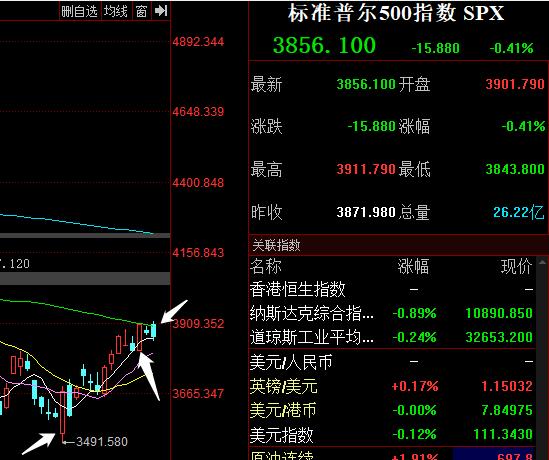 删自选 均线 窗
标准普尔500指数 SPX
3856.100 -15.880 -0.41%
4892.344
4648.339
4400.848
4156.843
3909.352
3665.347
7.120
3491.580
最新 3856.100 开盘 3901.790
涨跌 -15.880 涨幅 -0.41%
最高 3911.790 最低 3843.800
昨收 3871.980 总量 26.22亿
关联指数
名称 涨幅 现价
香港恒生指数 — —
纳斯达克综合指... -0.89% 10890.850
道琼斯工业平均... -0.24% 32653.200
美元/人民币 — —
英镑/美元 +0.17% 1.15032
美元/港币 -0.00% 7.84975
美元指数 -0.12% 111.3430
原油连续 +1.91% 697.8